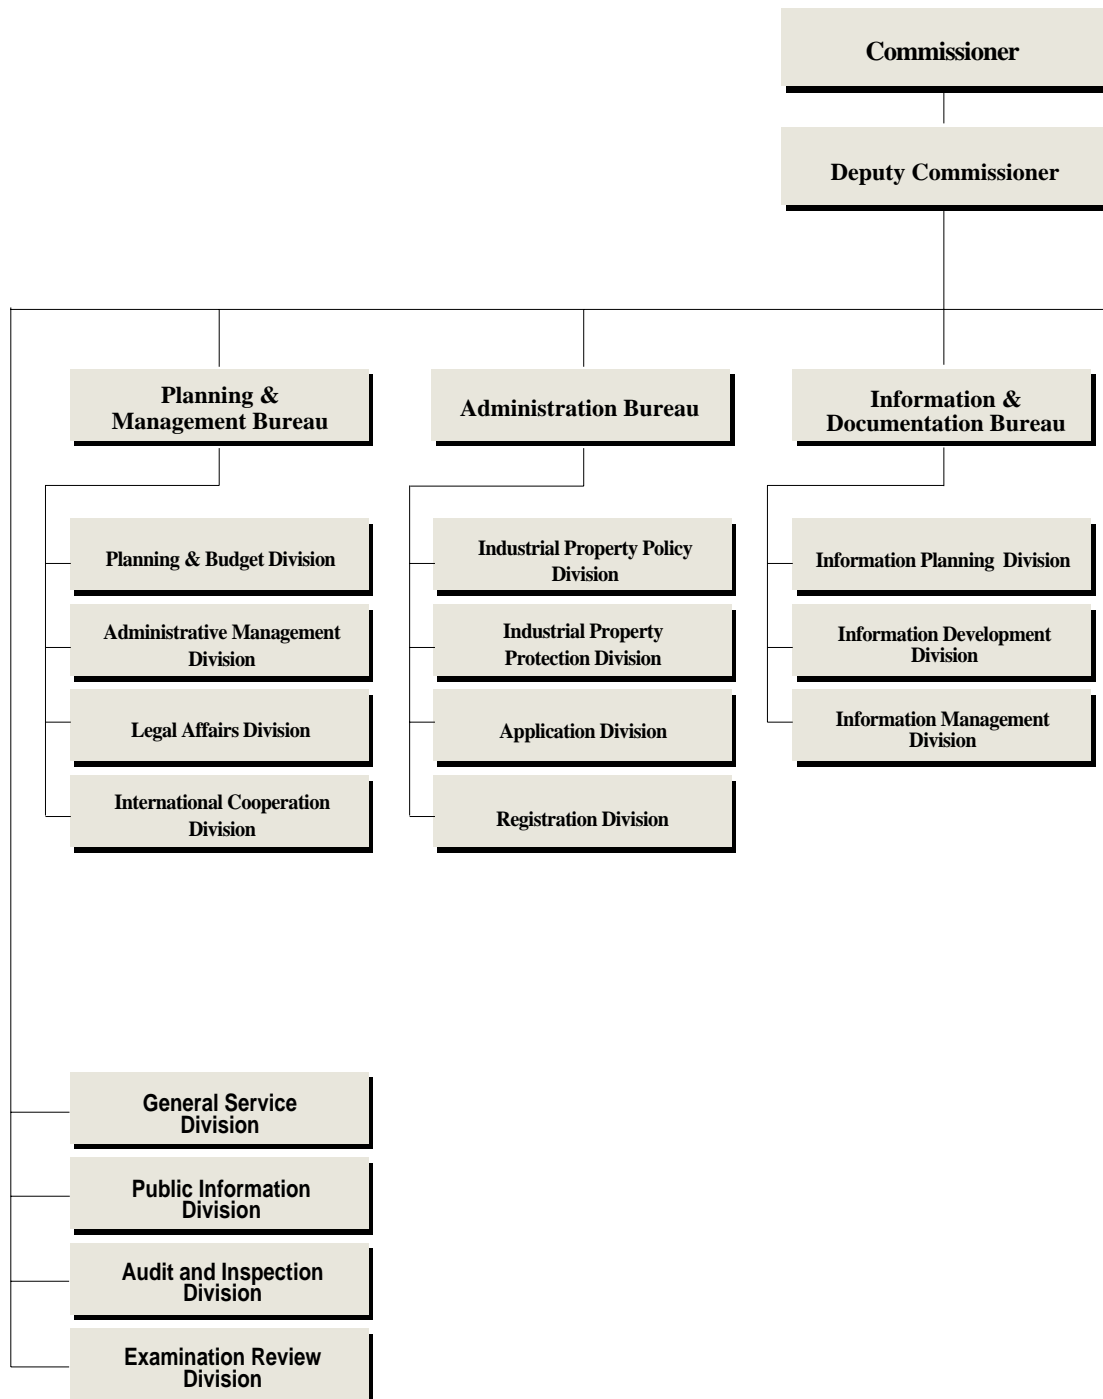 Commissioner
Deputy Commissioner
Planning &
Management Bureau
Administration Bureau
Information &
Documentation Bureau
Planning & Budget Division
Administrative Management
Division
Legal Affairs Division
International Cooperation
Division
Industrial Property Policy
Division
Industrial Property
Protection Division
Application Division
Registration Division
Information Planning Division
Information Development
Division
Information Management
Division
General Service
Division
Public Information
Division
Audit and Inspection
Division
Examination Review
Division